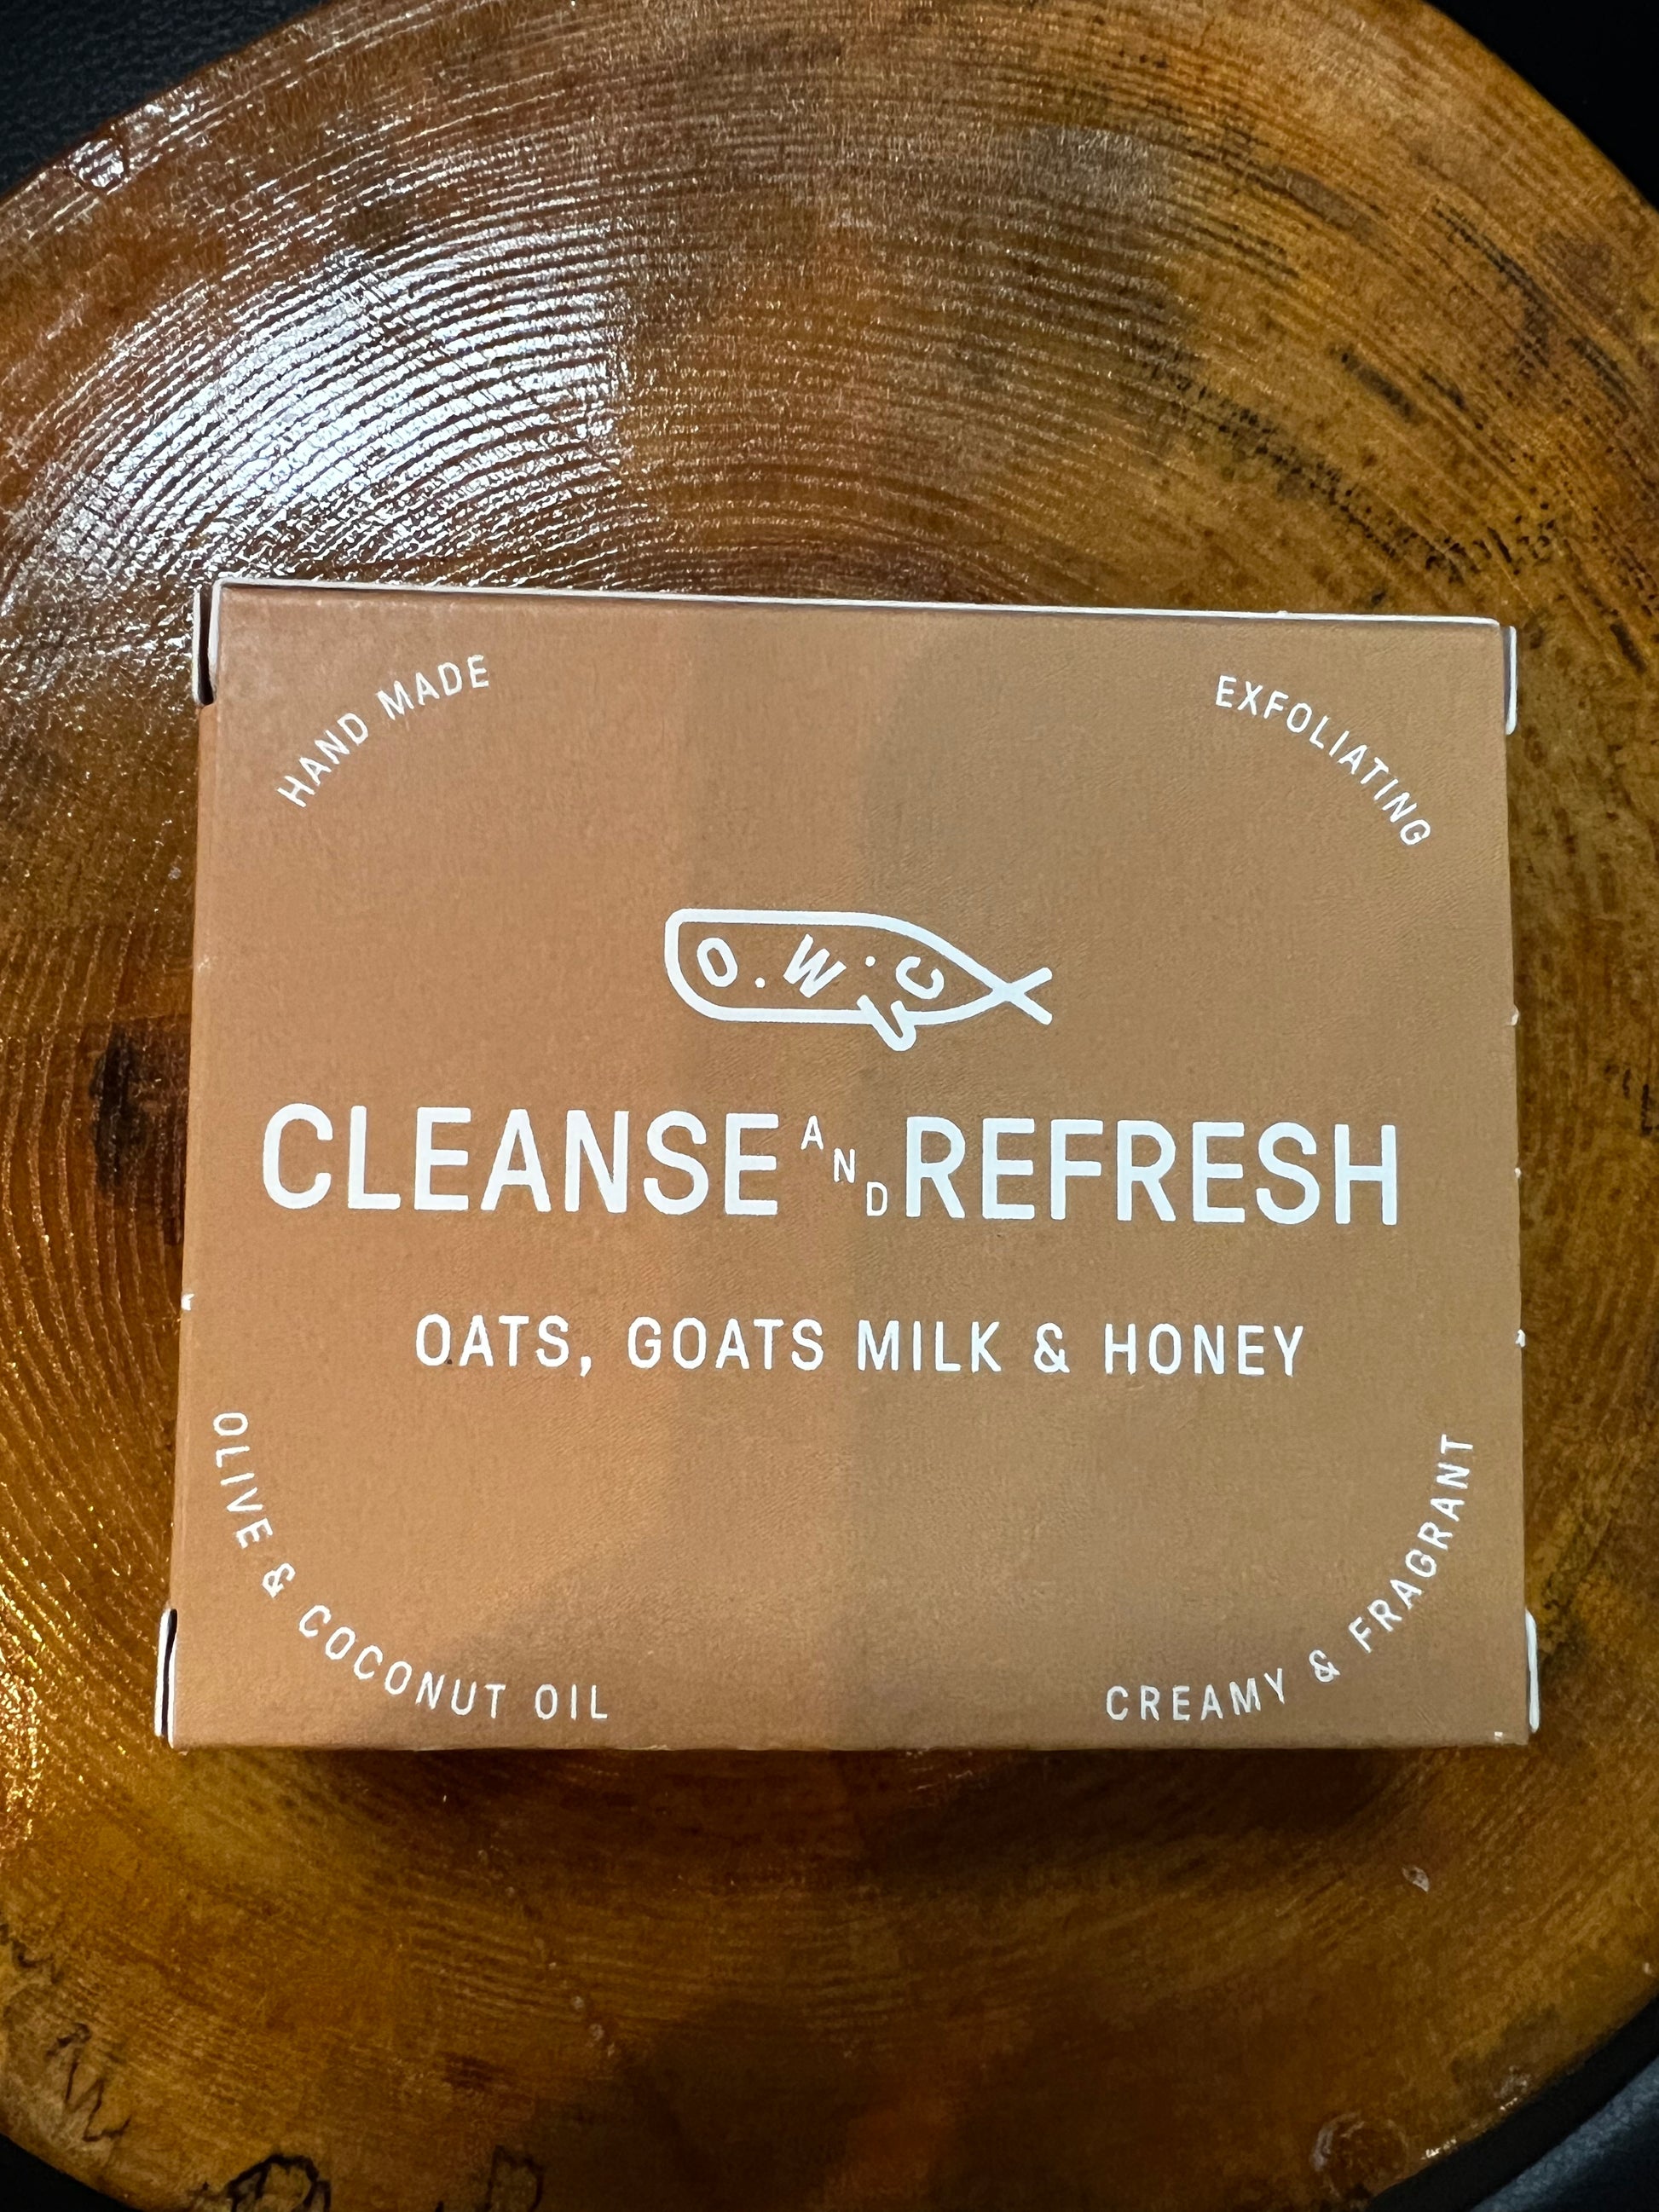 HAND MADE
EXFOLIATING
O.W.C
CLEANSE AND REFRESH
OATS, GOATS MILK & HONEY
OLIVE & COCONUT OIL
CREAMY & FRAGRANT